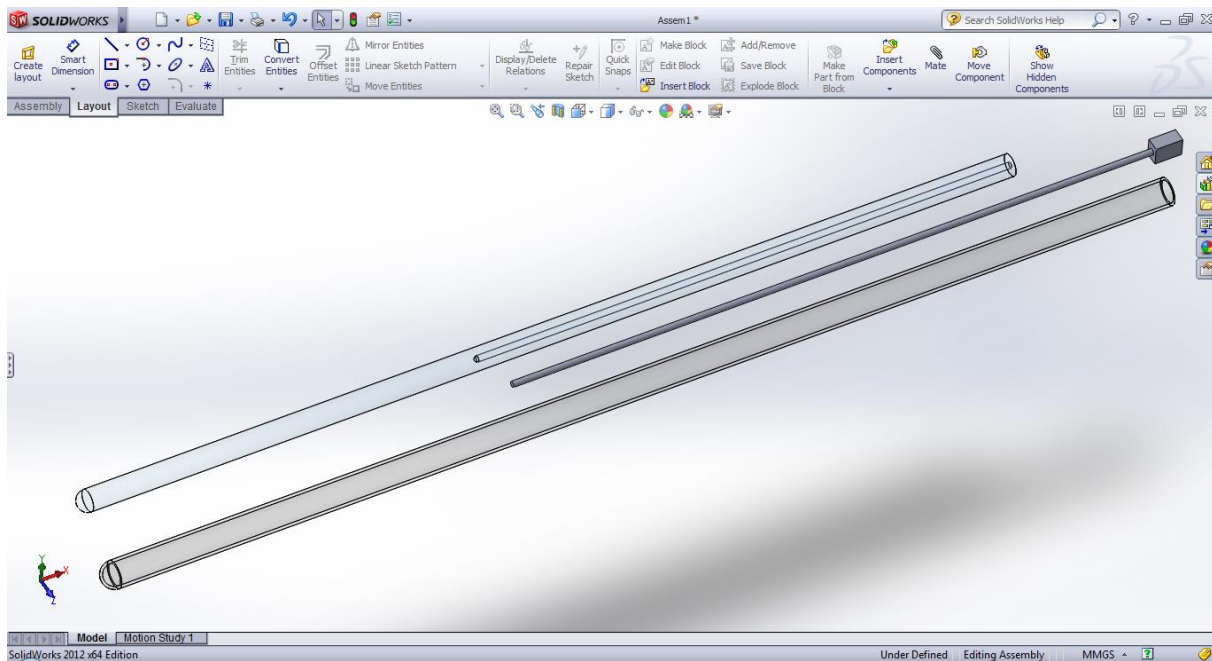 SW SOLIDWORKS
Assem1 *
Search SolidWorks Help
Create layout
Smart Dimension
Trim Entities
Convert Entities
Offset Entities
Mirror Entities
Linear Sketch Pattern
Move Entities
Display/Delete Relations
Repair Sketch
Quick Snaps
Make Block
Edit Block
Insert Block
Add/Remove
Save Block
Explode Block
Make Part from Block
Insert Components
Mate
Move Component
Show Hidden Components
Assembly Layout Sketch Evaluate
Y
X
Z
Model Motion Study 1
SolidWorks 2012 x64 Edition
Under Defined Editing Assembly MMGS